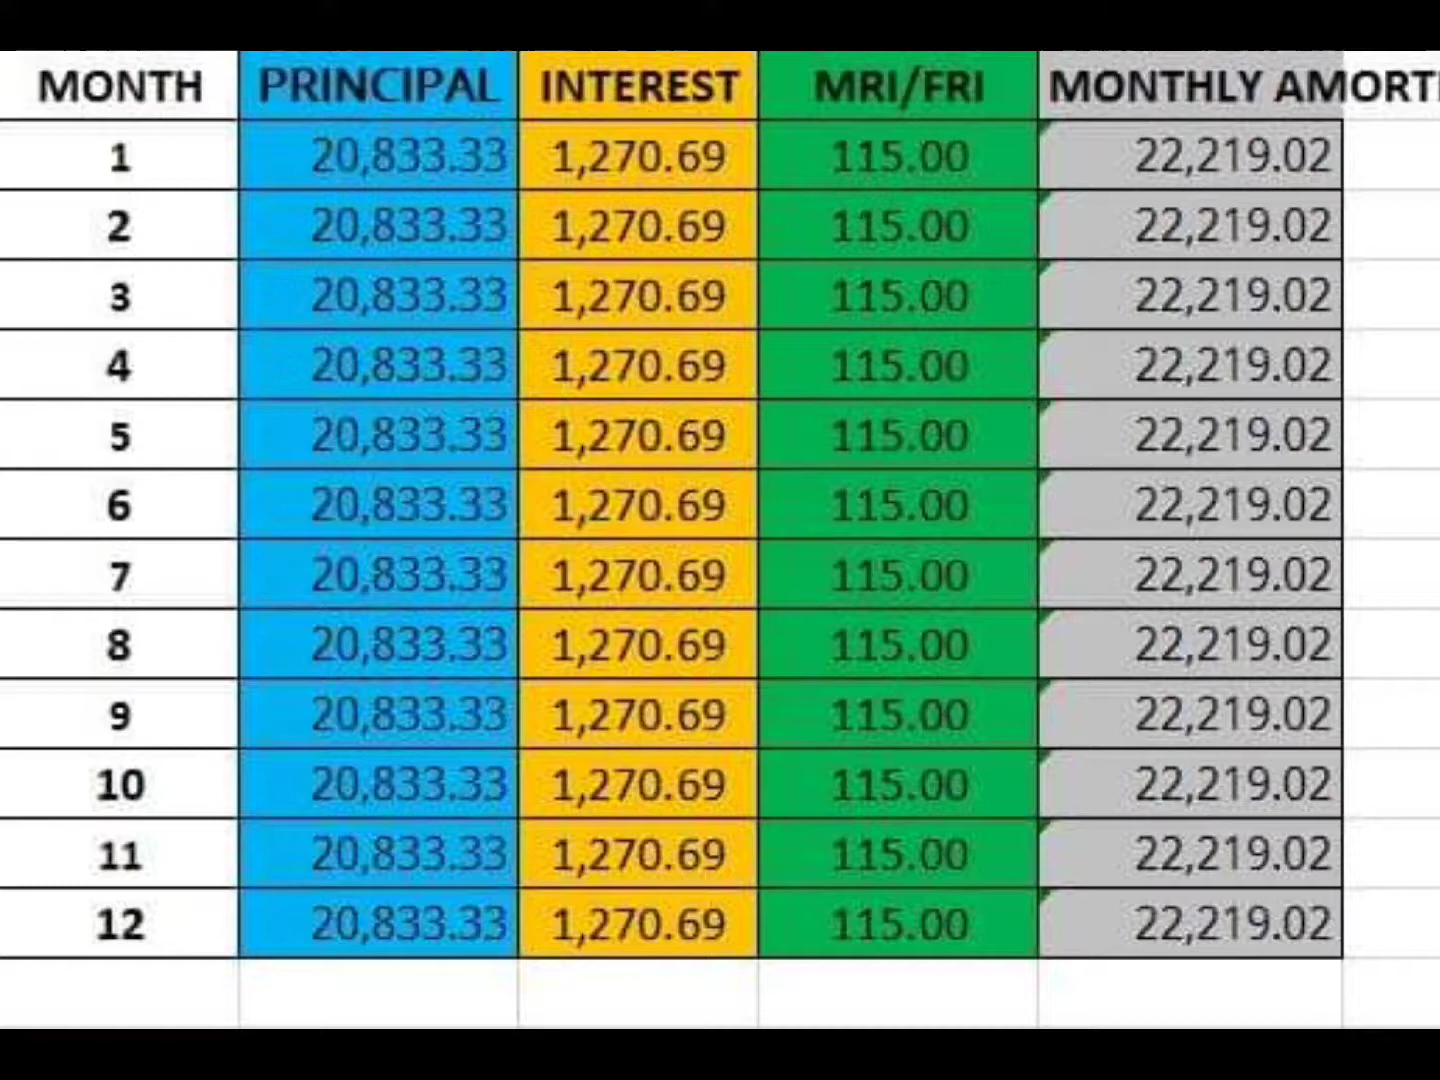 MONTH PRINCIPAL INTEREST MRI/FRI MONTHLY AMORTI
1 20,833.33 1,270.69 115.00 22,219.02
2 20,833.33 1,270.69 115.00 22,219.02
3 20,833.33 1,270.69 115.00 22,219.02
4 20,833.33 1,270.69 115.00 22,219.02
5 20,833.33 1,270.69 115.00 22,219.02
6 20,833.33 1,270.69 115.00 22,219.02
7 20,833.33 1,270.69 115.00 22,219.02
8 20,833.33 1,270.69 115.00 22,219.02
9 20,833.33 1,270.69 115.00 22,219.02
10 20,833.33 1,270.69 115.00 22,219.02
11 20,833.33 1,270.69 115.00 22,219.02
12 20,833.33 1,270.69 115.00 22,219.02